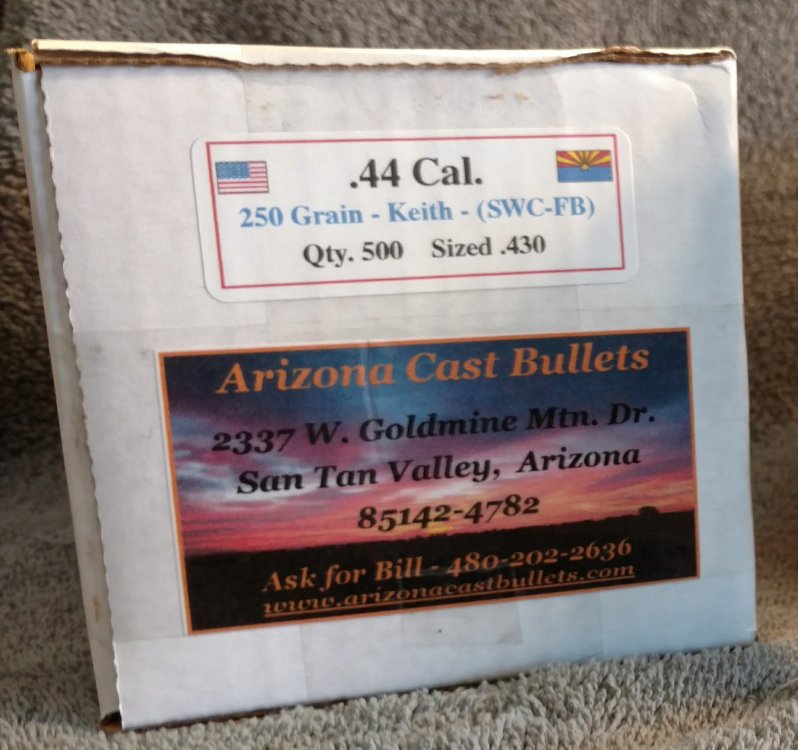 .44 Cal.
250 Grain - Keith - (SWC-FB)
Qty. 500 Sized .430
Arizona Cast Bullets
2337 W. Goldmine Mtn. Dr.
San Tan Valley, Arizona
85142-4782
Ask for Bill - 480-202-2636
www.arizonacastbullets.com